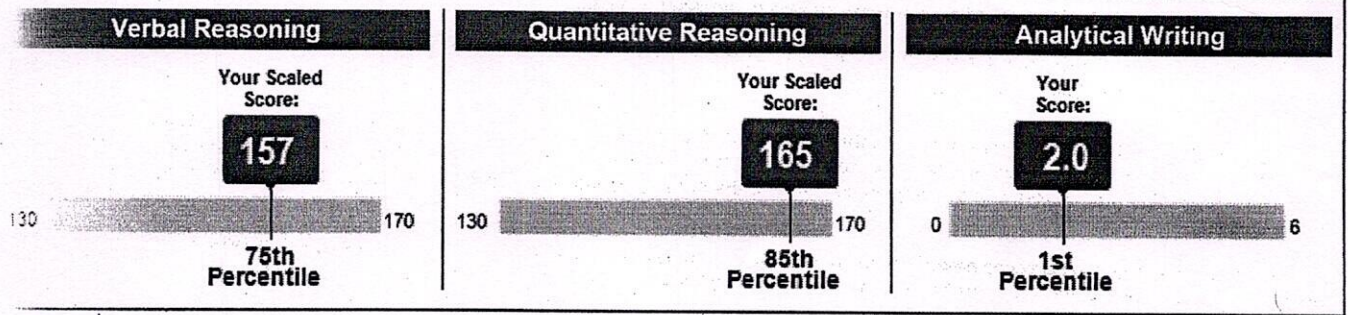 Verbal Reasoning
Your Scaled
Score:
157
130
170
75th
Percentile
Quantitative Reasoning
Your Scaled
Score:
165
130
170
85th
Percentile
Analytical Writing
Your
Score:
2.0
0
6
1st
Percentile